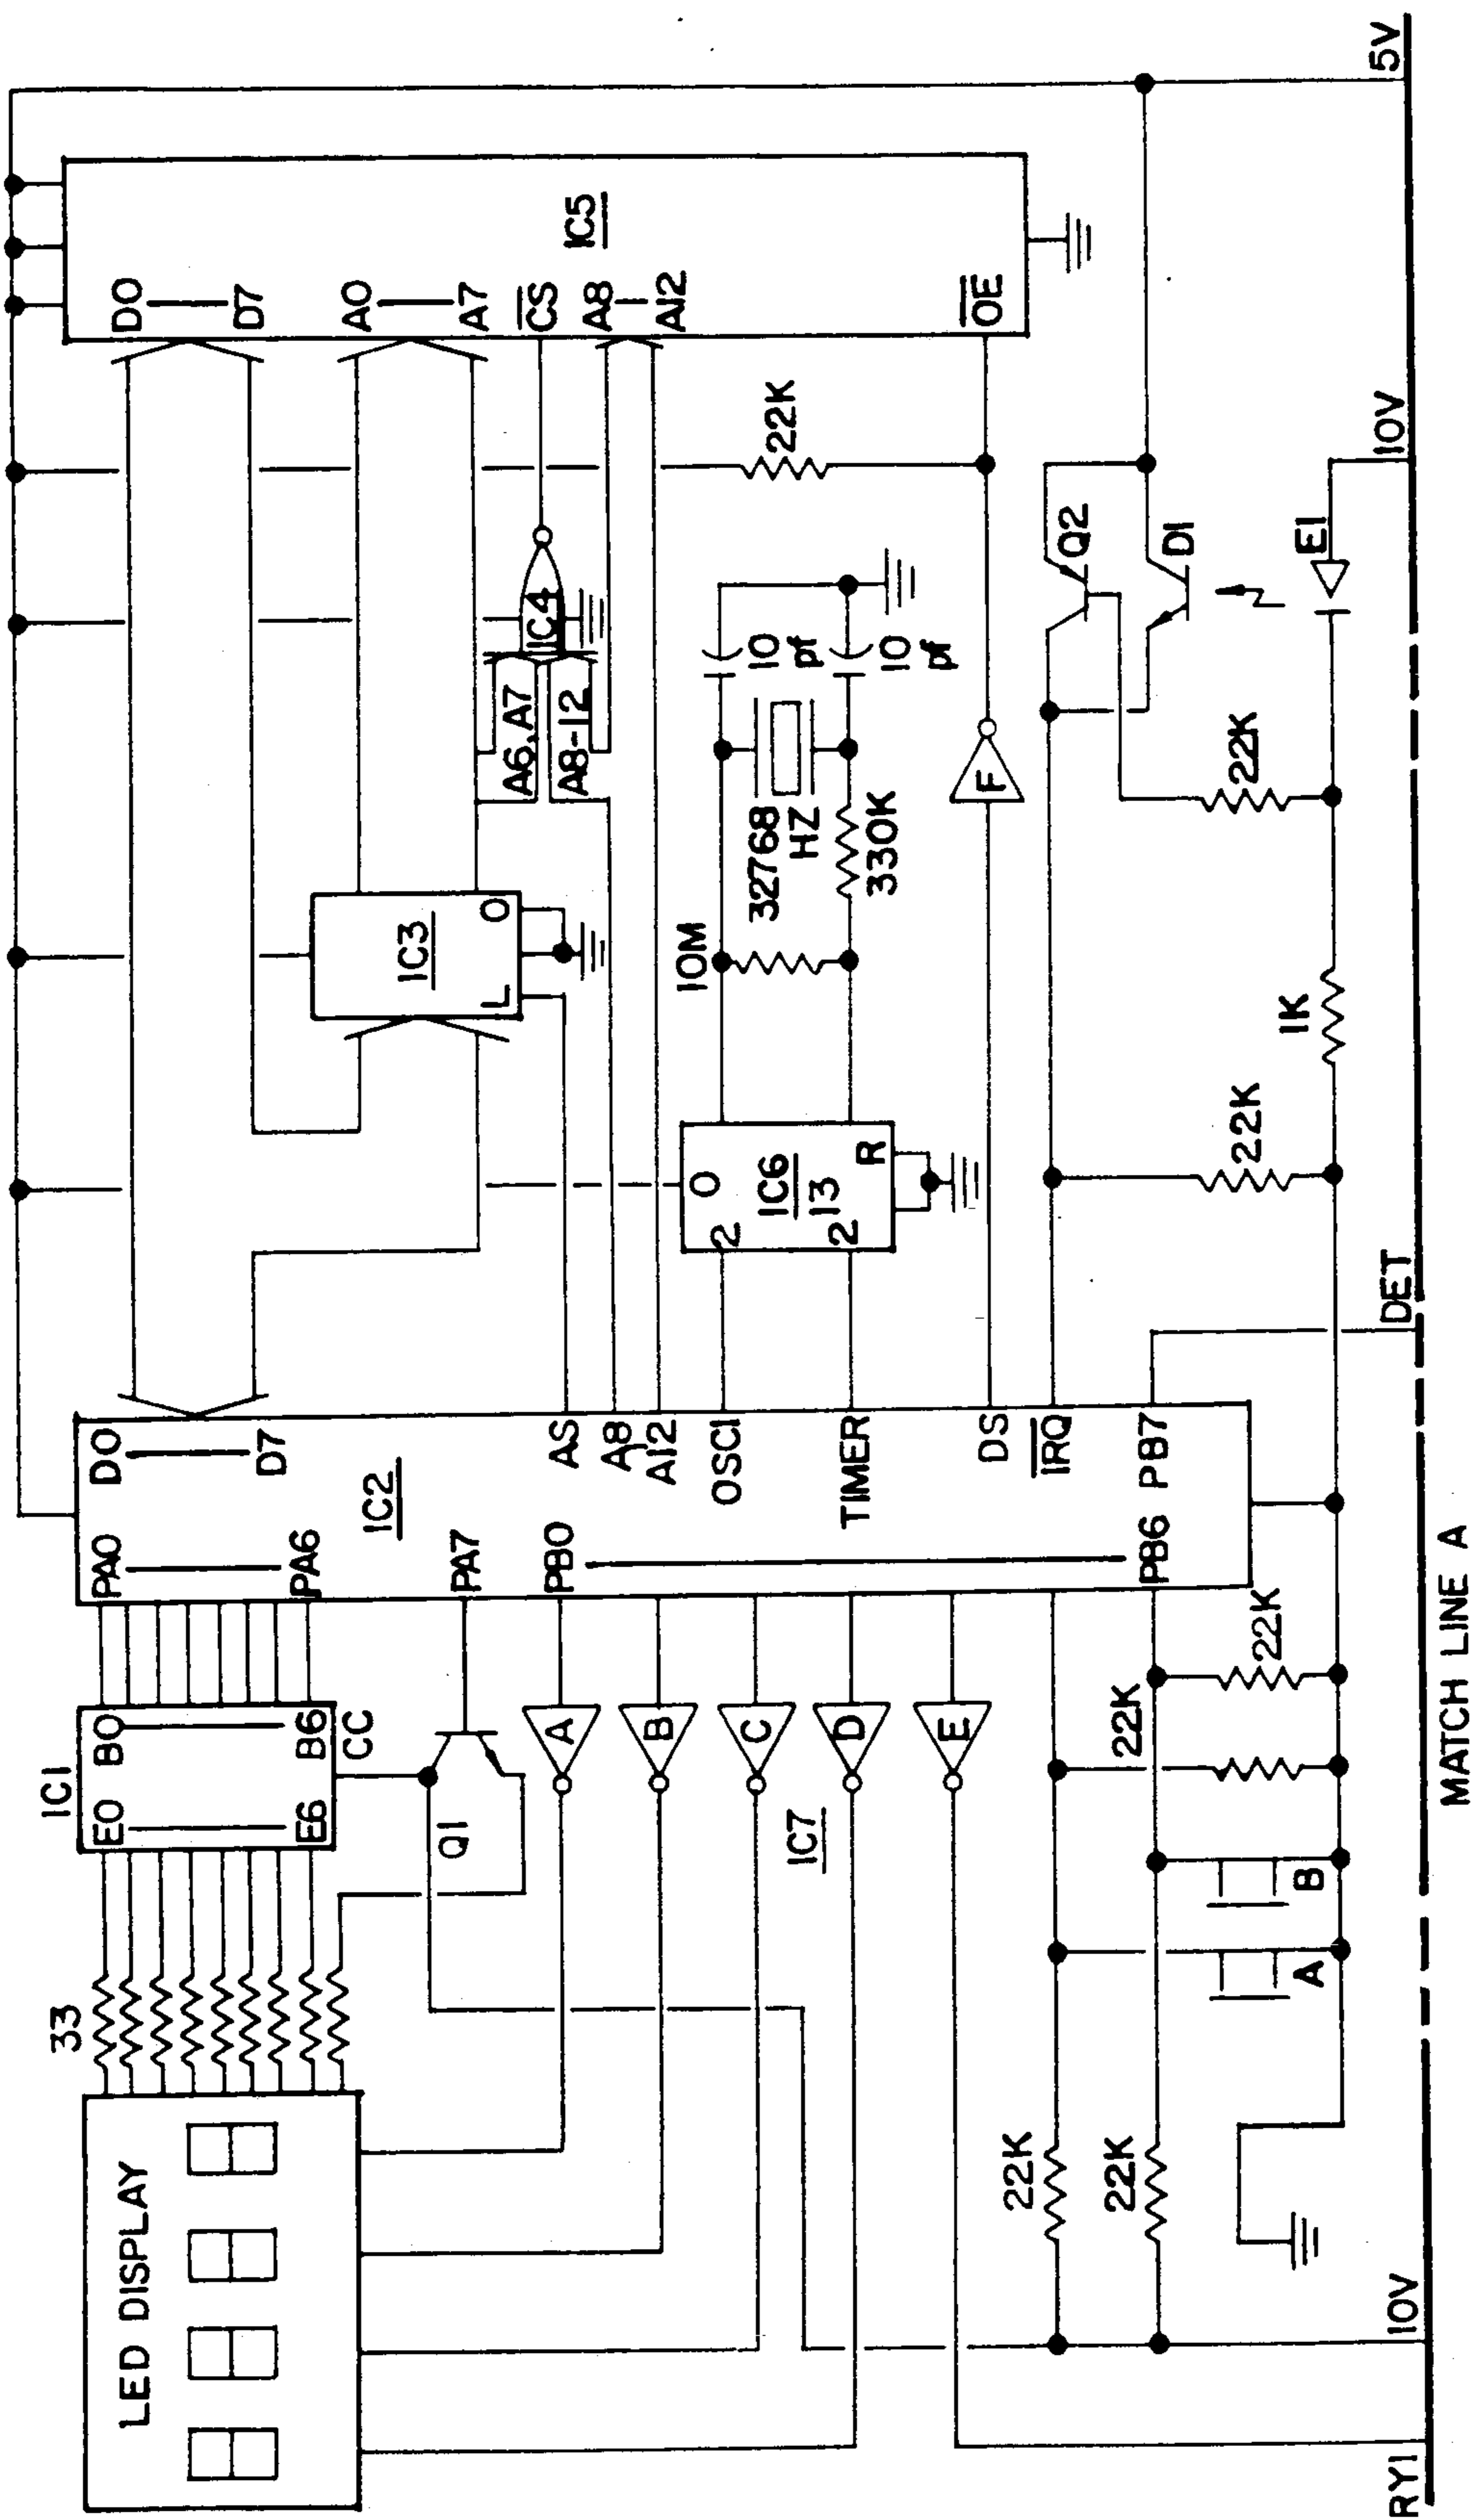 LED DISPLAY
33
IC1
E0 B0
E6 B6
CC
Q1
A
B
C
D
E
IC7
PA0
PA6
PA7
PB0
PB6
IC2
D0
D7
AS
A8
A12
OSC1
TIMER
DS
IRQ
PB7
IC3
L
O
A6,A7
A8-12
IC4
IC6
O
2
13
2
R
10M
32768
HZ
330K
10
pf
10
pf
F
22K
IC5
D0
D7
A0
A7
CS
A8
A12
OE
Q2
D1
E1
22K
1K
22K
22K
22K
22K
22K
A
B
RY1
10V
DET
10V
5V
MATCH LINE A